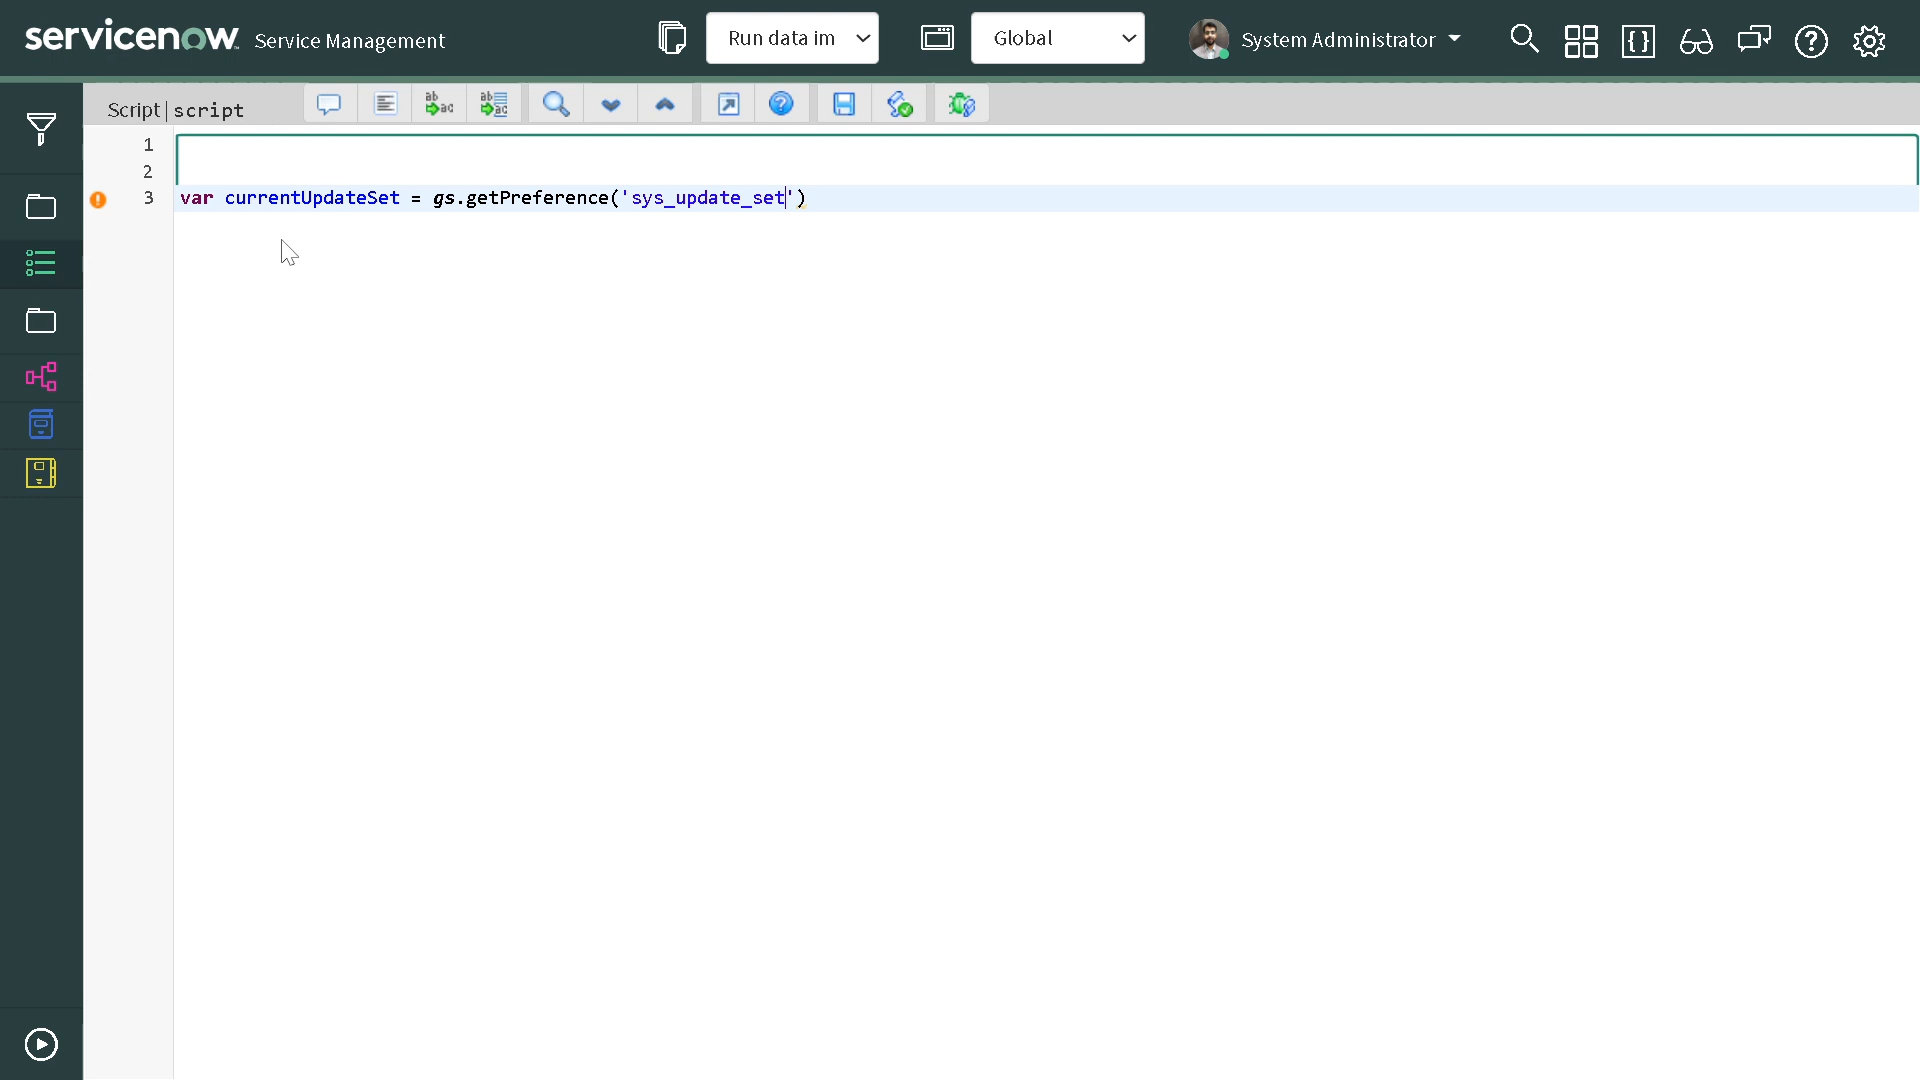 servicenow. Service Management Run data im Global System Administrator
Script | script
1
2
3 var currentUpdateSet = gs.getPreference('sys_update_set')